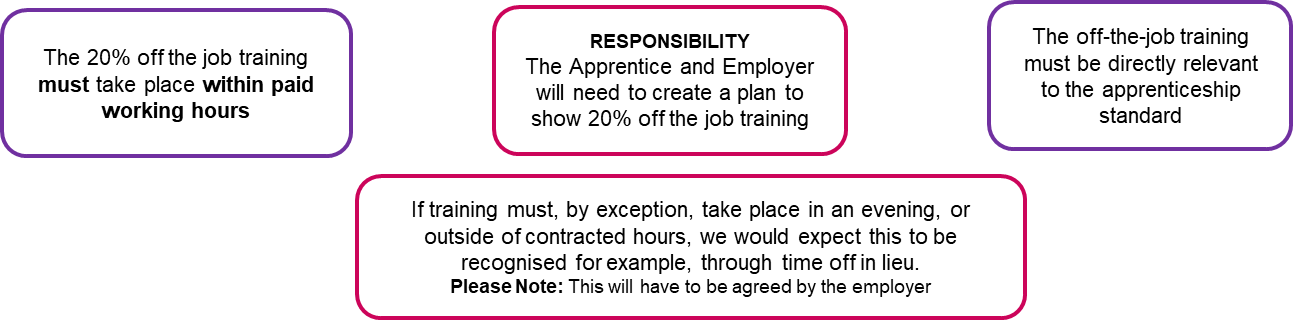 The 20% off the job training
must take place within paid
working hours
RESPONSIBILITY
The Apprentice and Employer
will need to create a plan to
show 20% off the job training
The off-the-job training
must be directly relevant
to the apprenticeship
standard
If training must, by exception, take place in an evening, or
outside of contracted hours, we would expect this to be
recognised for example, through time off in lieu.
Please Note: This will have to be agreed by the employer